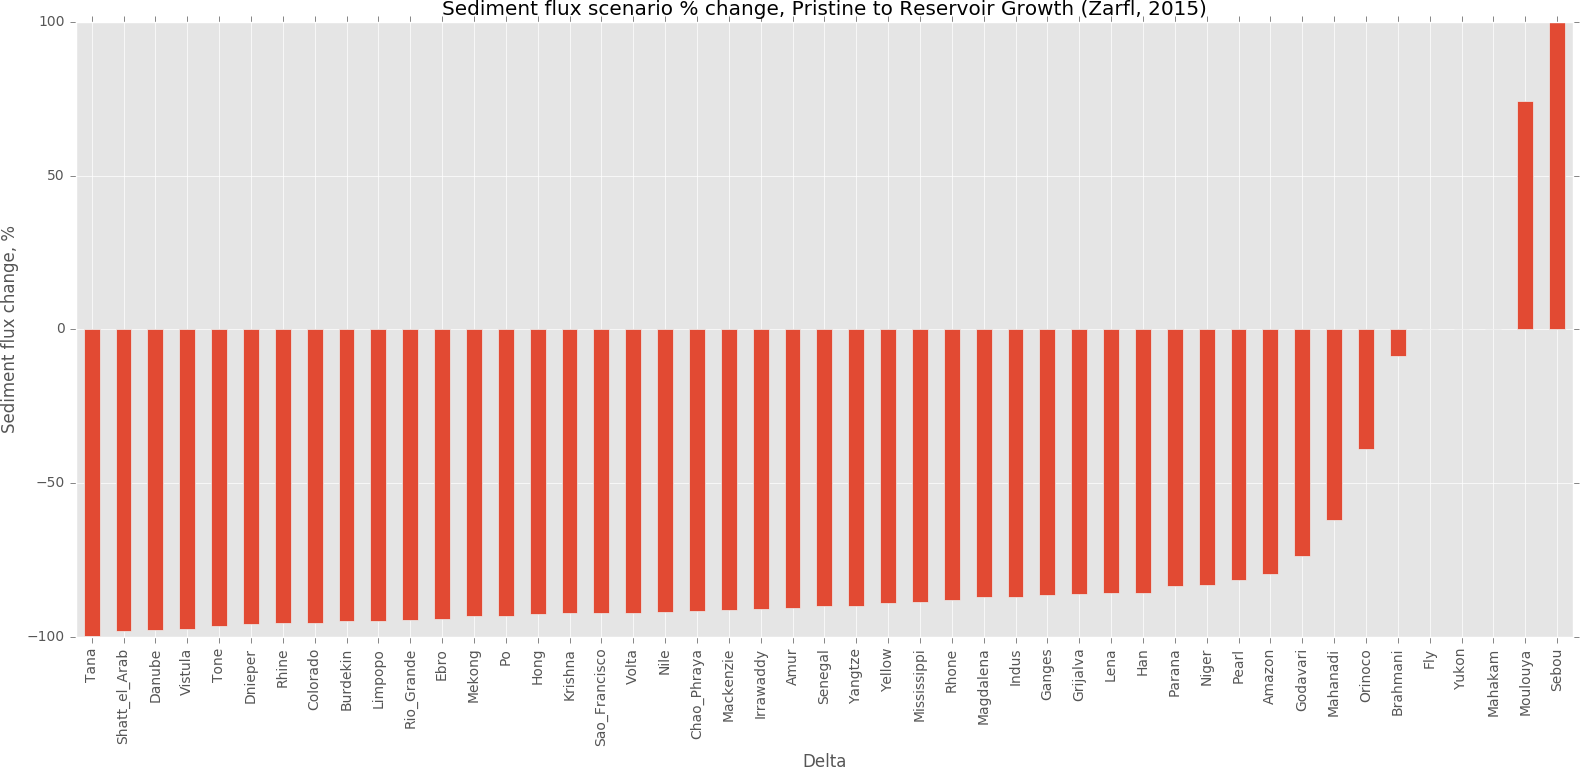 Sediment flux scenario % change, Pristine to Reservoir Growth (Zarfl, 2015)
Sediment flux change, %
100
50
0
−50
−100
Tana
Shatt_el_Arab
Danube
Vistula
Tone
Dnieper
Rhine
Colorado
Burdekin
Limpopo
Rio_Grande
Ebro
Mekong
Po
Hong
Krishna
Sao_Francisco
Volta
Nile
Chao_Phraya
Mackenzie
Irrawaddy
Amur
Senegal
Yangtze
Yellow
Mississippi
Rhone
Magdalena
Indus
Ganges
Grijalva
Lena
Han
Parana
Niger
Pearl
Amazon
Godavari
Mahanadi
Orinoco
Brahmani
Fly
Yukon
Mahakam
Moulouya
Sebou
Delta